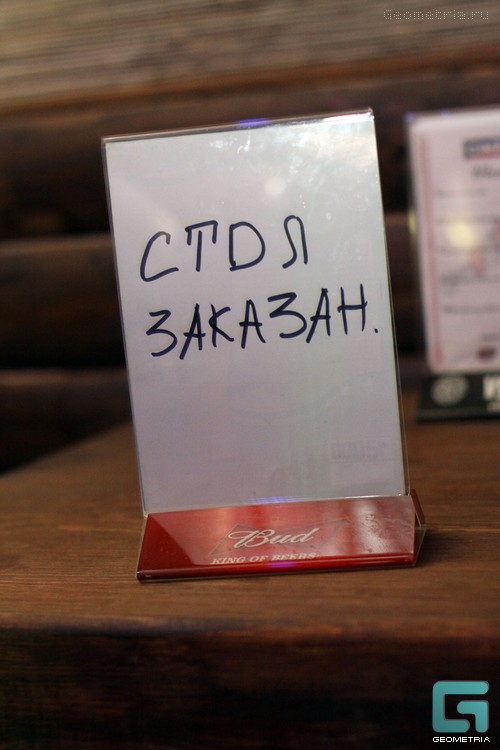 Geometria.ru
СТОЛ
ЗАКАЗАН.
Bud
KING OF BEERS
GEOMETRIA